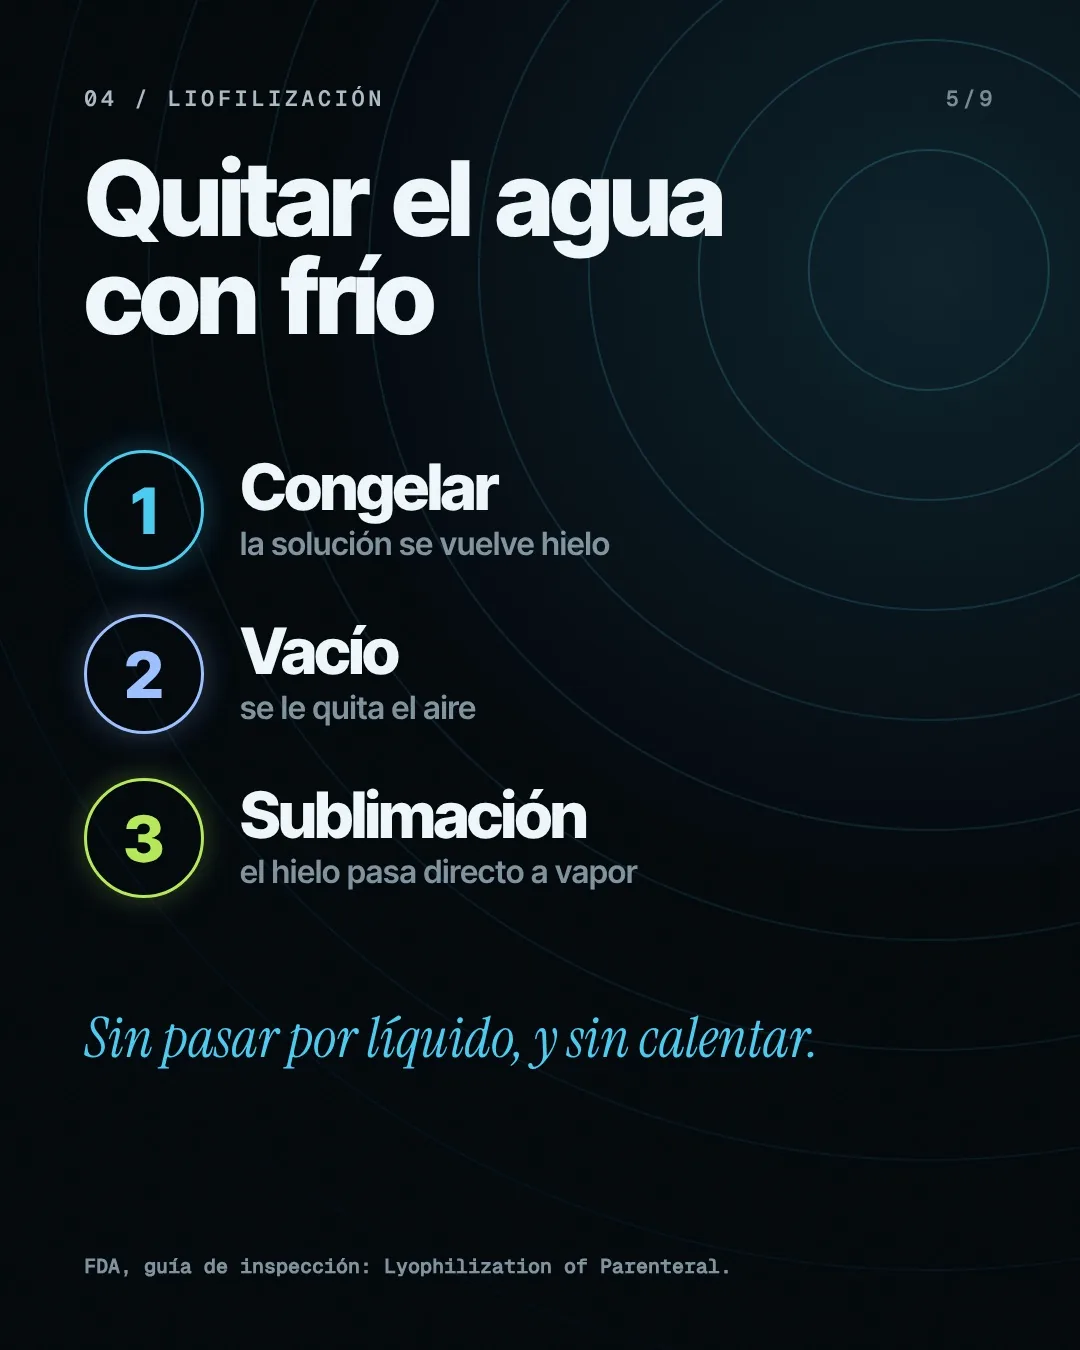 04 / LIOFILIZACIÓN
5/9
Quitar el agua
con frío
1
Congelar
la solución se vuelve hielo
2
Vacío
se le quita el aire
3
Sublimación
el hielo pasa directo a vapor
Sin pasar por líquido, y sin calentar.
FDA, guía de inspección: Lyophilization of Parenteral.